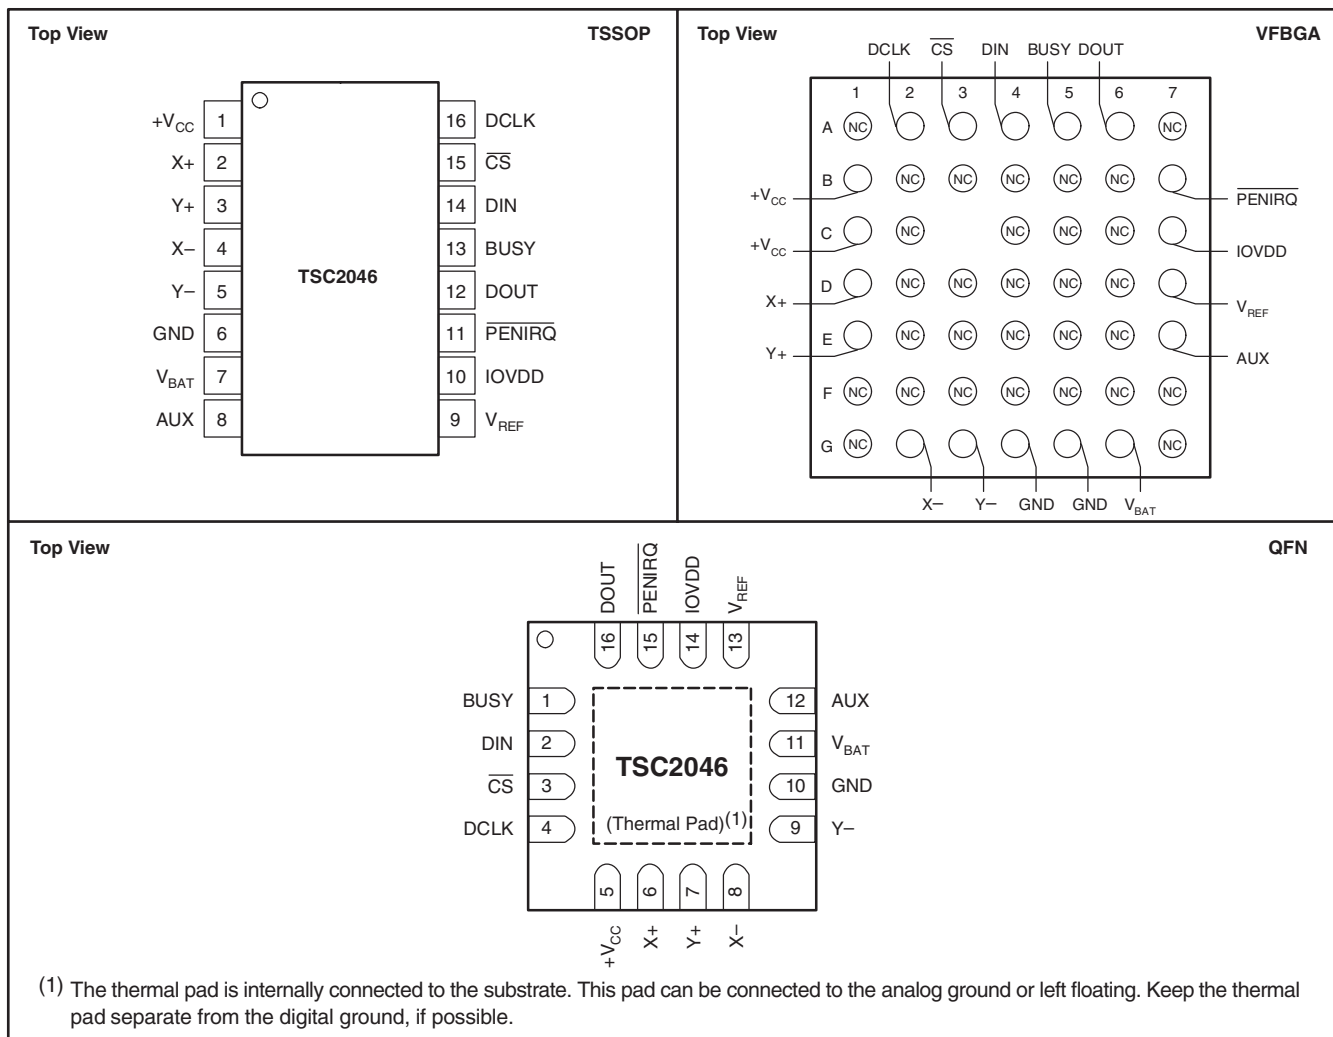 Top View TSSOP
+VCC 1 16 DCLK
X+ 2 15 CS
Y+ 3 14 DIN
X– 4 13 BUSY
TSC2046
Y– 5 12 DOUT
GND 6 11 PENIRQ
VBAT 7 10 IOVDD
AUX 8 9 VREF
Top View VFBGA
DCLK CS DIN BUSY DOUT
1 2 3 4 5 6 7
A NC NC
B NC NC NC NC NC
+VCC PENIRQ
C NC NC NC NC
+VCC IOVDD
D NC NC NC NC NC
X+ VREF
E NC NC NC NC NC
Y+ AUX
F NC NC NC NC NC NC NC
G NC NC
X– Y– GND GND VBAT
Top View QFN
DOUT PENIRQ IOVDD VREF
16 15 14 13
BUSY 1 12 AUX
DIN 2 11 VBAT
TSC2046
CS 3 10 GND
(Thermal Pad)(1)
DCLK 4 9 Y–
5 6 7 8
+VCC X+ Y+ X–
(1) The thermal pad is internally connected to the substrate. This pad can be connected to the analog ground or left floating. Keep the thermal
pad separate from the digital ground, if possible.